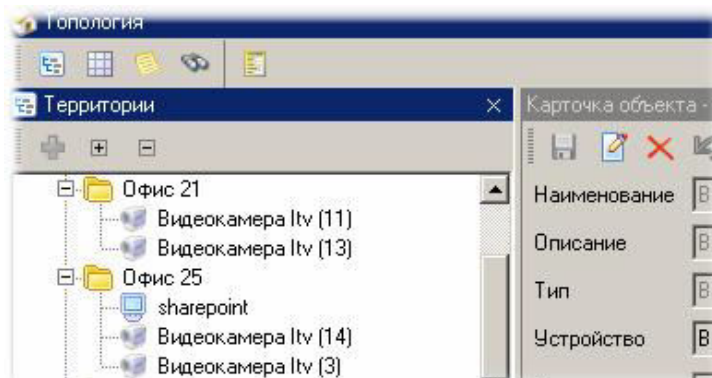 Топология
Территории
Офис 21
Видеокамера Itv (11)
Видеокамера Itv (13)
Офис 25
sharepoint
Видеокамера Itv (14)
Видеокамера Itv (3)
Карточка объекта -
Наименование В
Описание В
Тип В
Устройство В